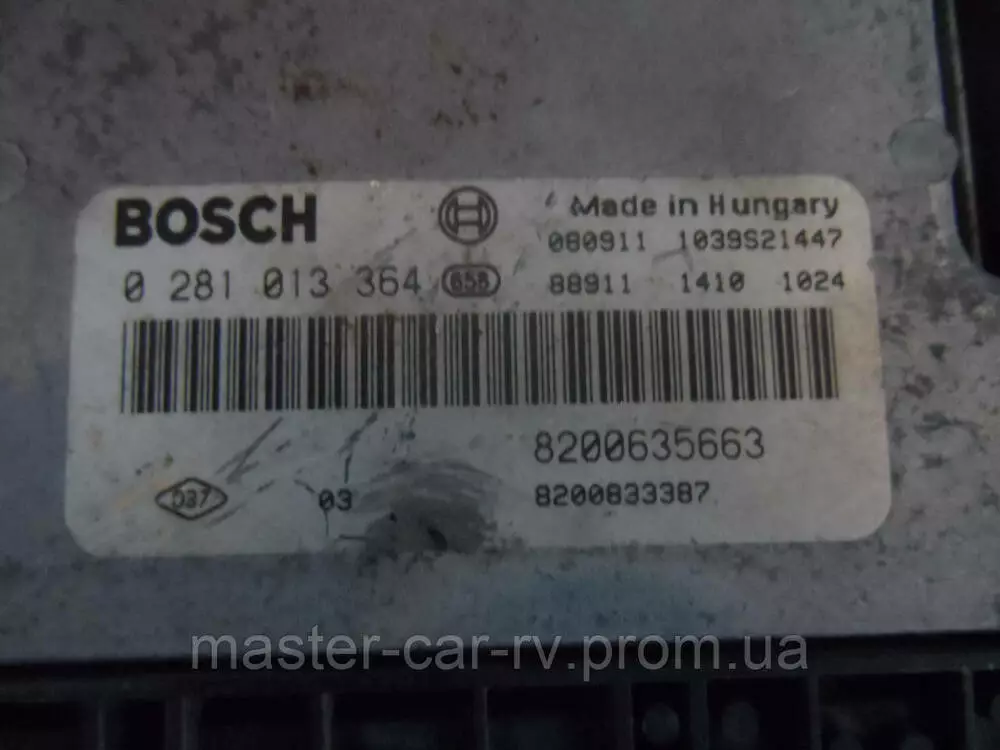 BOSCH
Made in Hungary
080911 1039S21447
0 281 013 364 658
88911 1410 1024
8200635663
03
8200833387
master-car-rv.prom.ua